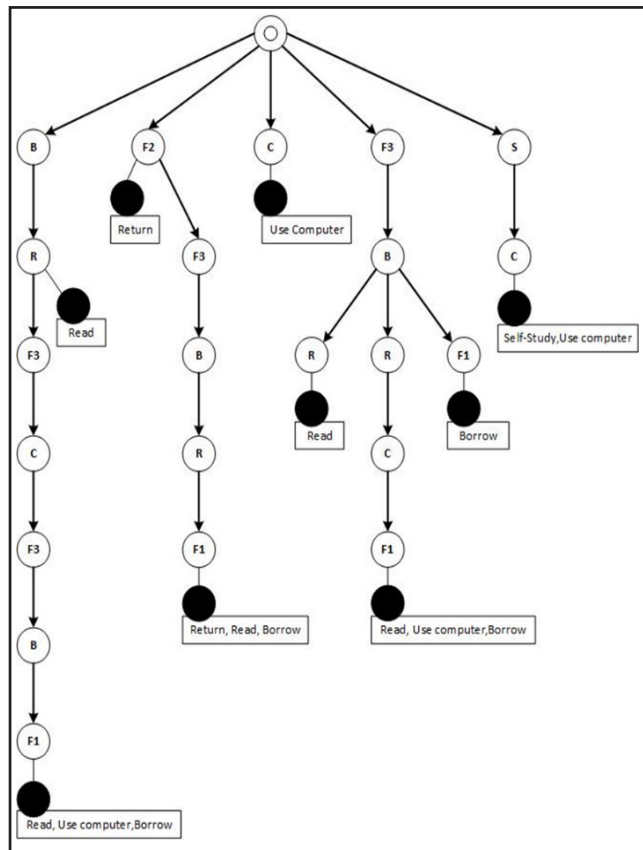 B
F2
C
F3
S
Return
Use Computer
R
F3
B
C
Read
Self-Study,Use computer
F3
B
R
R
F1
Read
Borrow
C
R
C
F3
F1
F1
Return, Read, Borrow
Read, Use computer,Borrow
B
F1
Read, Use computer,Borrow